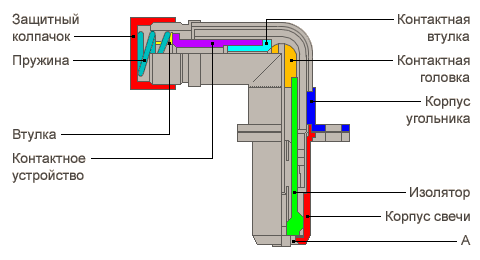 Защитный
колпачок
Пружина
Втулка
Контактное
устройство
Контактная
втулка
Контактная
головка
Корпус
угольника
Изолятор
Корпус свечи
А